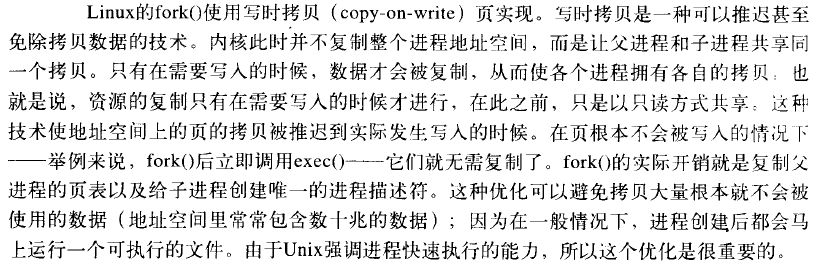 Linux的fork()使用写时拷贝（copy-on-write）页实现。写时拷贝是一种可以推迟甚至
免除拷贝数据的技术。内核此时并不复制整个进程地址空间，而是让父进程和子进程共享同
一个拷贝。只有在需要写入的时候，数据才会被复制，从而使各个进程拥有各自的拷贝。也
就是说，资源的复制只有在需要写入的时候才进行，在此之前，只是以只读方式共享。这种
技术使地址空间上的页的拷贝被推迟到实际发生写入的时候。在页根本不会被写入的情况下
——举例来说，fork()后立即调用exec()——它们就无需复制了。fork()的实际开销就是复制父
进程的页表以及给子进程创建唯一的进程描述符。这种优化可以避免拷贝大量根本就不会被
使用的数据（地址空间里常常包含数十兆的数据）；因为在一般情况下，进程创建后都会马
上运行一个可执行的文件。由于Unix强调进程快速执行的能力，所以这个优化是很重要的。